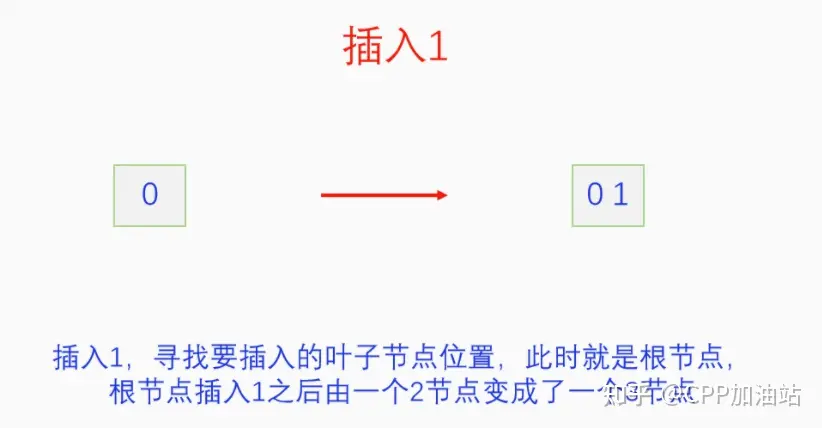 插入1
0
0 1
插入1，寻找要插入的叶子节点位置，此时就是根节点，
根节点插入1之后由一个2节点变成了一个3节点
知乎 @CPP加油站